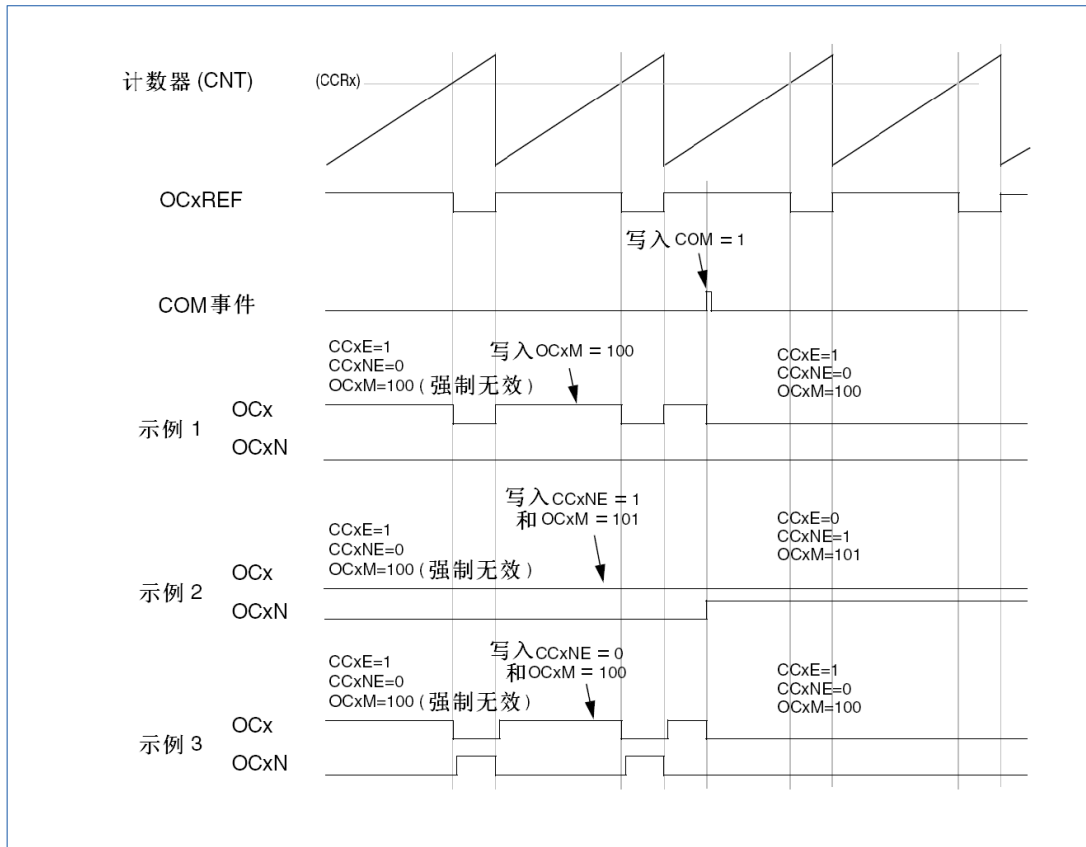 计数器 (CNT)
(CCRx)
OCxREF
写入 COM = 1
COM 事件
CCxE=1
CCxNE=0
OCxM=100 ( 强制无效 )
写入 OCxM = 100
CCxE=1
CCxNE=0
OCxM=100
示例 1
OCx
OCxN
写入 CCxNE = 1
和 OCxM = 101
CCxE=1
CCxNE=0
OCxM=100 ( 强制无效 )
CCxE=0
CCxNE=1
OCxM=101
示例 2
OCx
OCxN
写入 CCxNE = 0
和 OCxM = 100
CCxE=1
CCxNE=0
OCxM=100 ( 强制无效 )
CCxE=1
CCxNE=0
OCxM=100
示例 3
OCx
OCxN